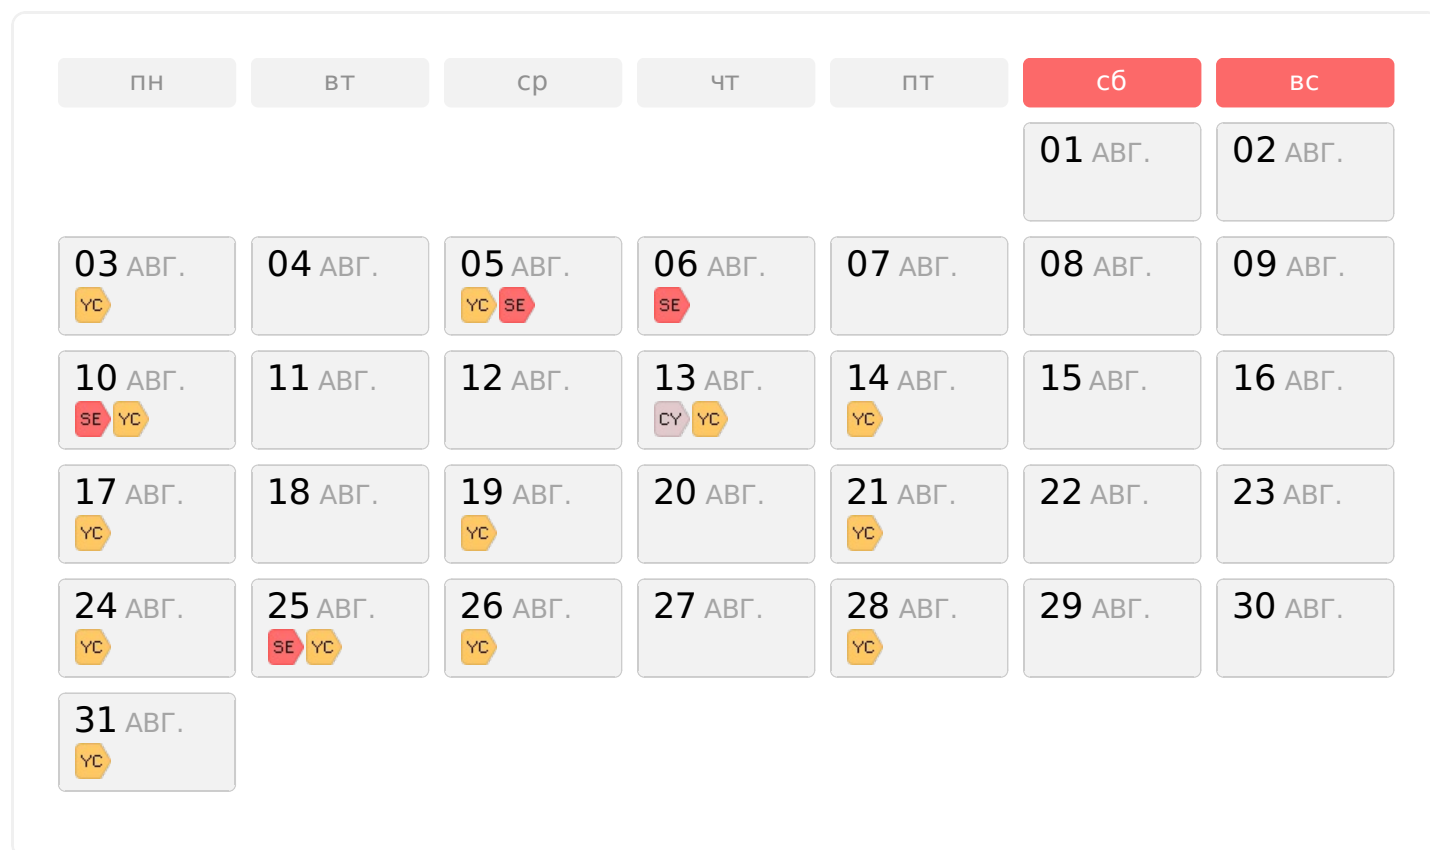 пн вт ср чт пт сб вс
01 АВГ. 02 АВГ.
03 АВГ. 04 АВГ. 05 АВГ. 06 АВГ. 07 АВГ. 08 АВГ. 09 АВГ.
YC YC SE SE
10 АВГ. 11 АВГ. 12 АВГ. 13 АВГ. 14 АВГ. 15 АВГ. 16 АВГ.
SE YC CY YC YC
17 АВГ. 18 АВГ. 19 АВГ. 20 АВГ. 21 АВГ. 22 АВГ. 23 АВГ.
YC YC YC
24 АВГ. 25 АВГ. 26 АВГ. 27 АВГ. 28 АВГ. 29 АВГ. 30 АВГ.
YC SE YC YC YC
31 АВГ.
YC